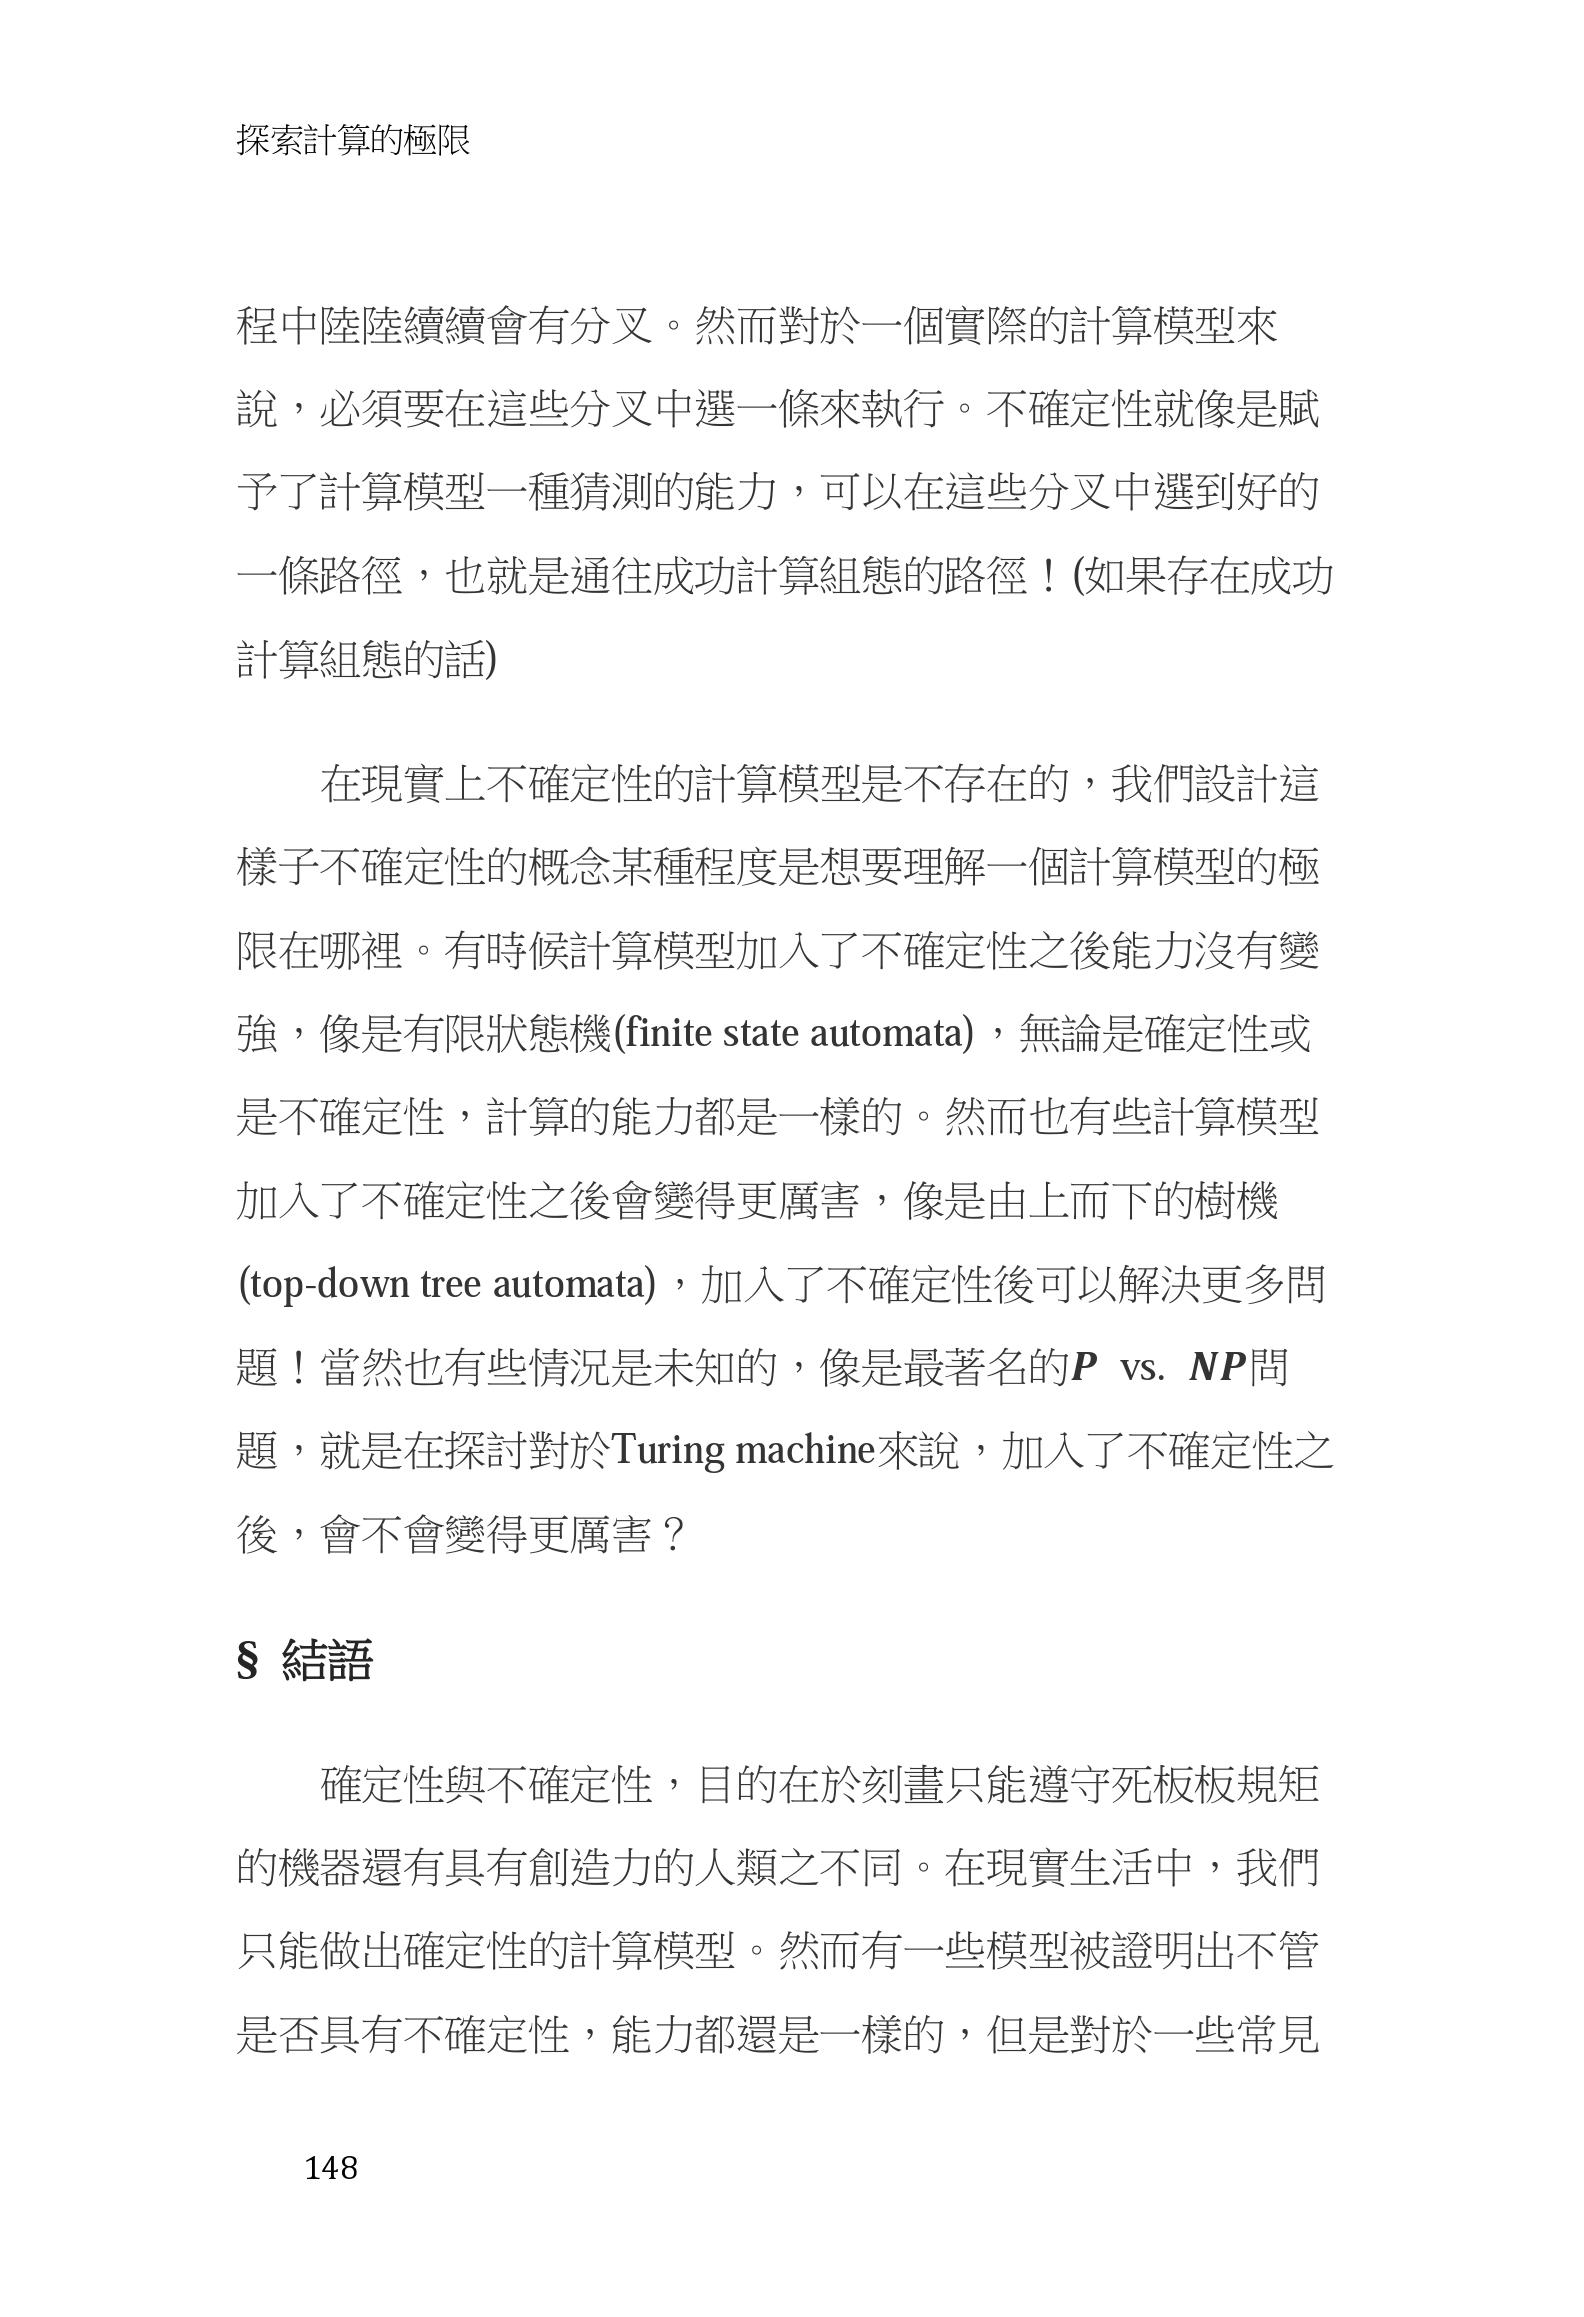 探索計算的極限
程中陸陸續續會有分叉。然而對於一個實際的計算模型來
說，必須要在這些分叉中選一條來執行。不確定性就像是賦
予了計算模型一種猜測的能力，可以在這些分叉中選到好的
一條路徑，也就是通往成功計算組態的路徑！(如果存在成功
計算組態的話)
在現實上不確定性的計算模型是不存在的，我們設計這
樣子不確定性的概念某種程度是想要理解一個計算模型的極
限在哪裡。有時候計算模型加入了不確定性之後能力沒有變
強，像是有限狀態機(finite state automata)，無論是確定性或
是不確定性，計算的能力都是一樣的。然而也有些計算模型
加入了不確定性之後會變得更厲害，像是由上而下的樹機
(top-down tree automata)，加入了不確定性後可以解決更多問
題！當然也有些情況是未知的，像是最著名的P vs. NP問
題，就是在探討對於Turing machine來說，加入了不確定性之
後，會不會變得更厲害？
§ 結語
確定性與不確定性，目的在於刻畫只能遵守死板板規矩
的機器還有具有創造力的人類之不同。在現實生活中，我們
只能做出確定性的計算模型。然而有一些模型被證明出不管
是否具有不確定性，能力都還是一樣的，但是對於一些常見
148